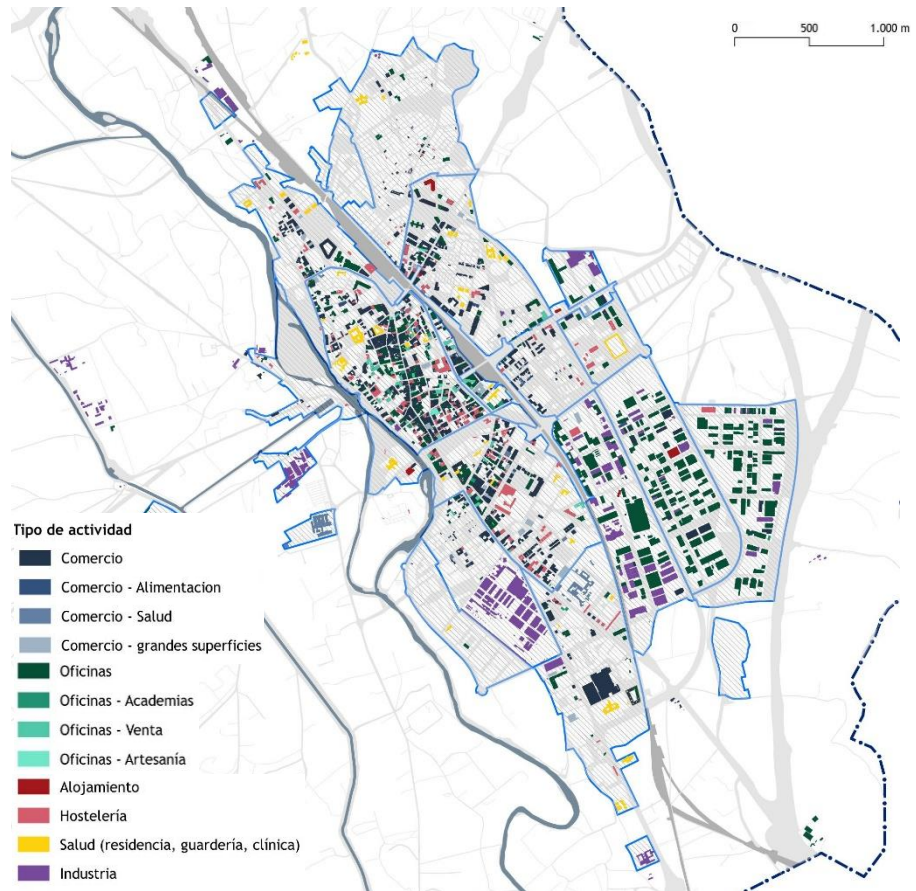 0 500 1.000 m
Tipo de actividad
Comercio
Comercio - Alimentacion
Comercio - Salud
Comercio - grandes superficies
Oficinas
Oficinas - Academias
Oficinas - Venta
Oficinas - Artesanía
Alojamiento
Hostelería
Salud (residencia, guardería, clínica)
Industria